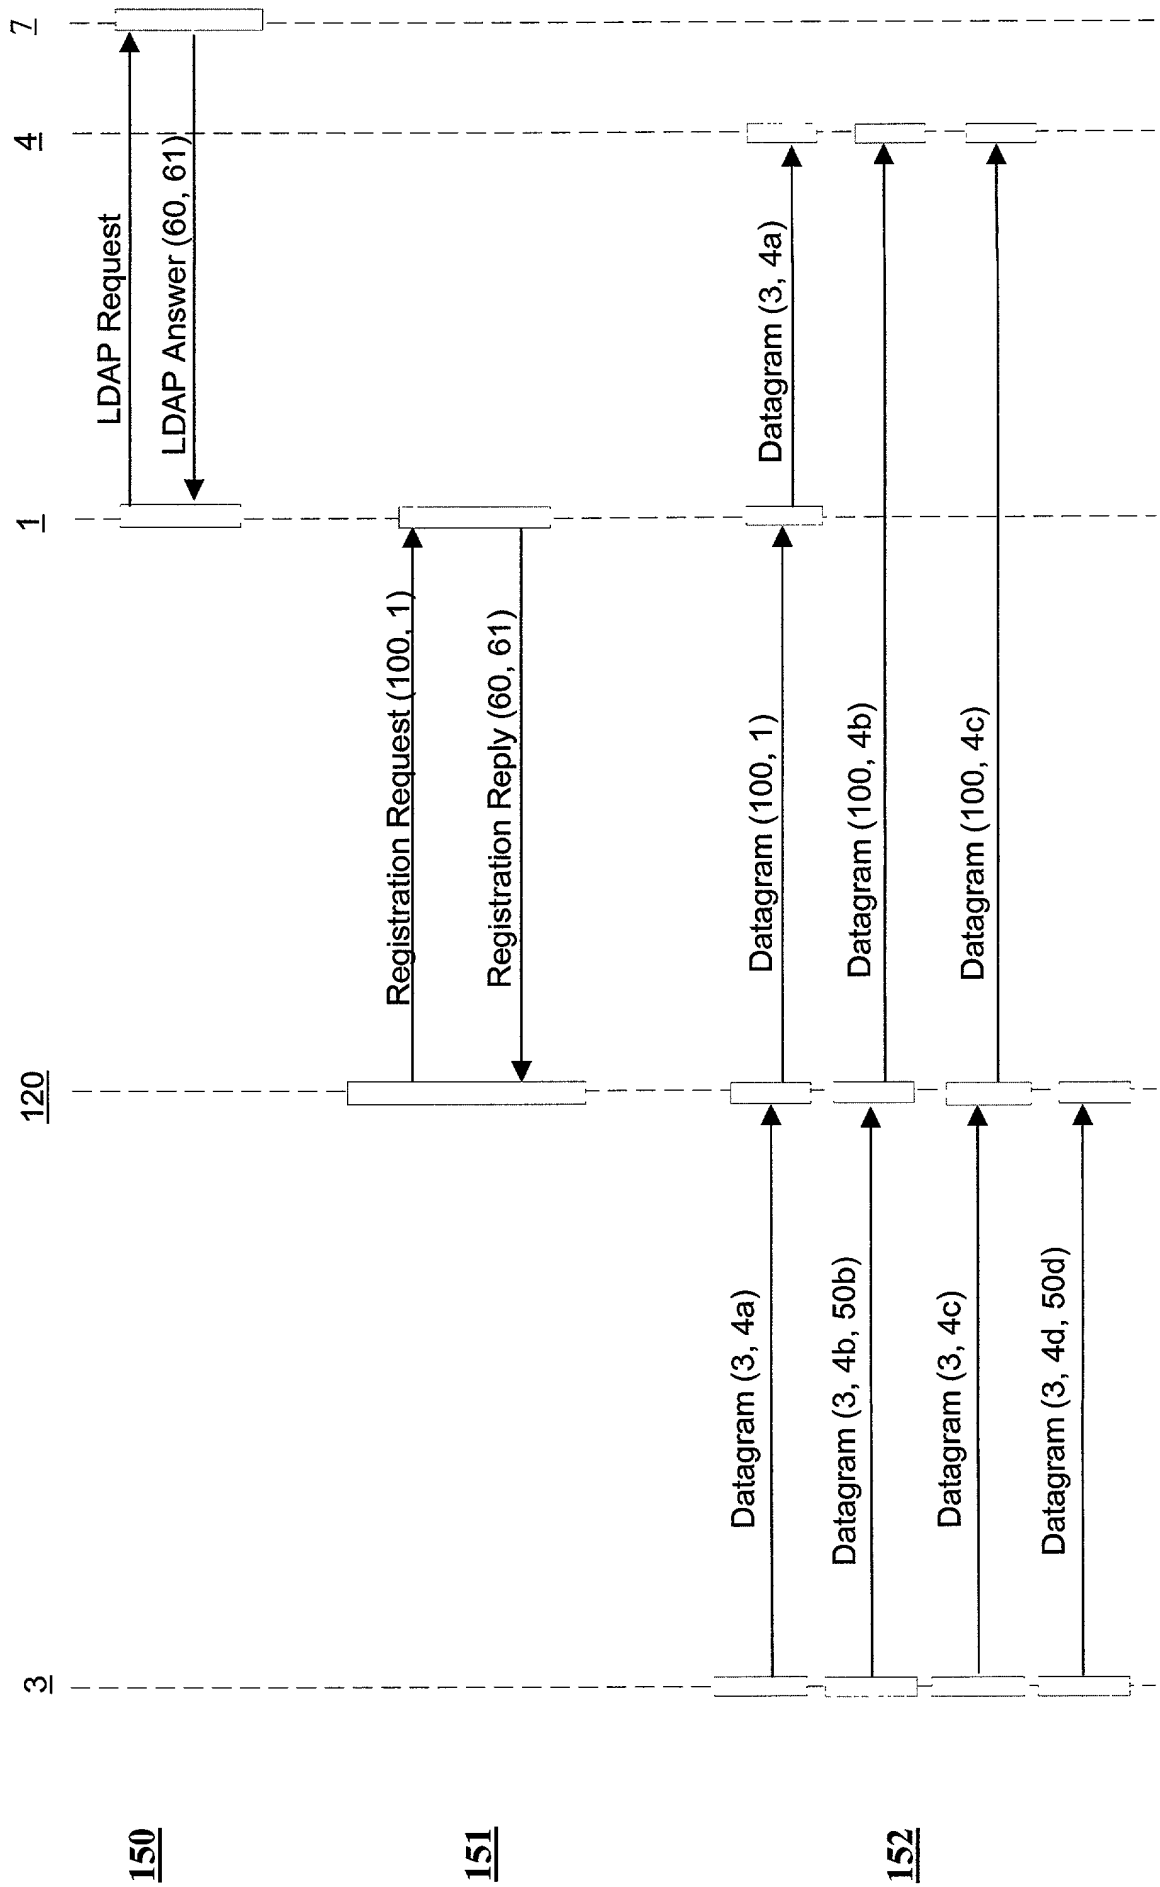 3
120
1
4
7
150
LDAP Request
LDAP Answer (60, 61)
151
Registration Request (100, 1)
Registration Reply (60, 61)
152
Datagram (3, 4a)
Datagram (100, 1)
Datagram (3, 4a)
Datagram (3, 4b, 50b)
Datagram (100, 4b)
Datagram (3, 4c)
Datagram (100, 4c)
Datagram (3, 4d, 50d)